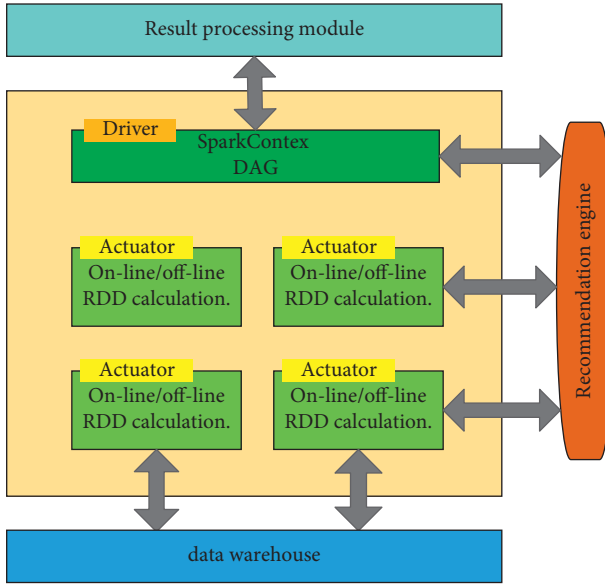 Result processing module
Driver
SparkContex
DAG
Actuator
On-line/off-line
RDD calculation.
Actuator
On-line/off-line
RDD calculation.
Actuator
On-line/off-line
RDD calculation.
Actuator
On-line/off-line
RDD calculation.
Recommendation engine
data warehouse